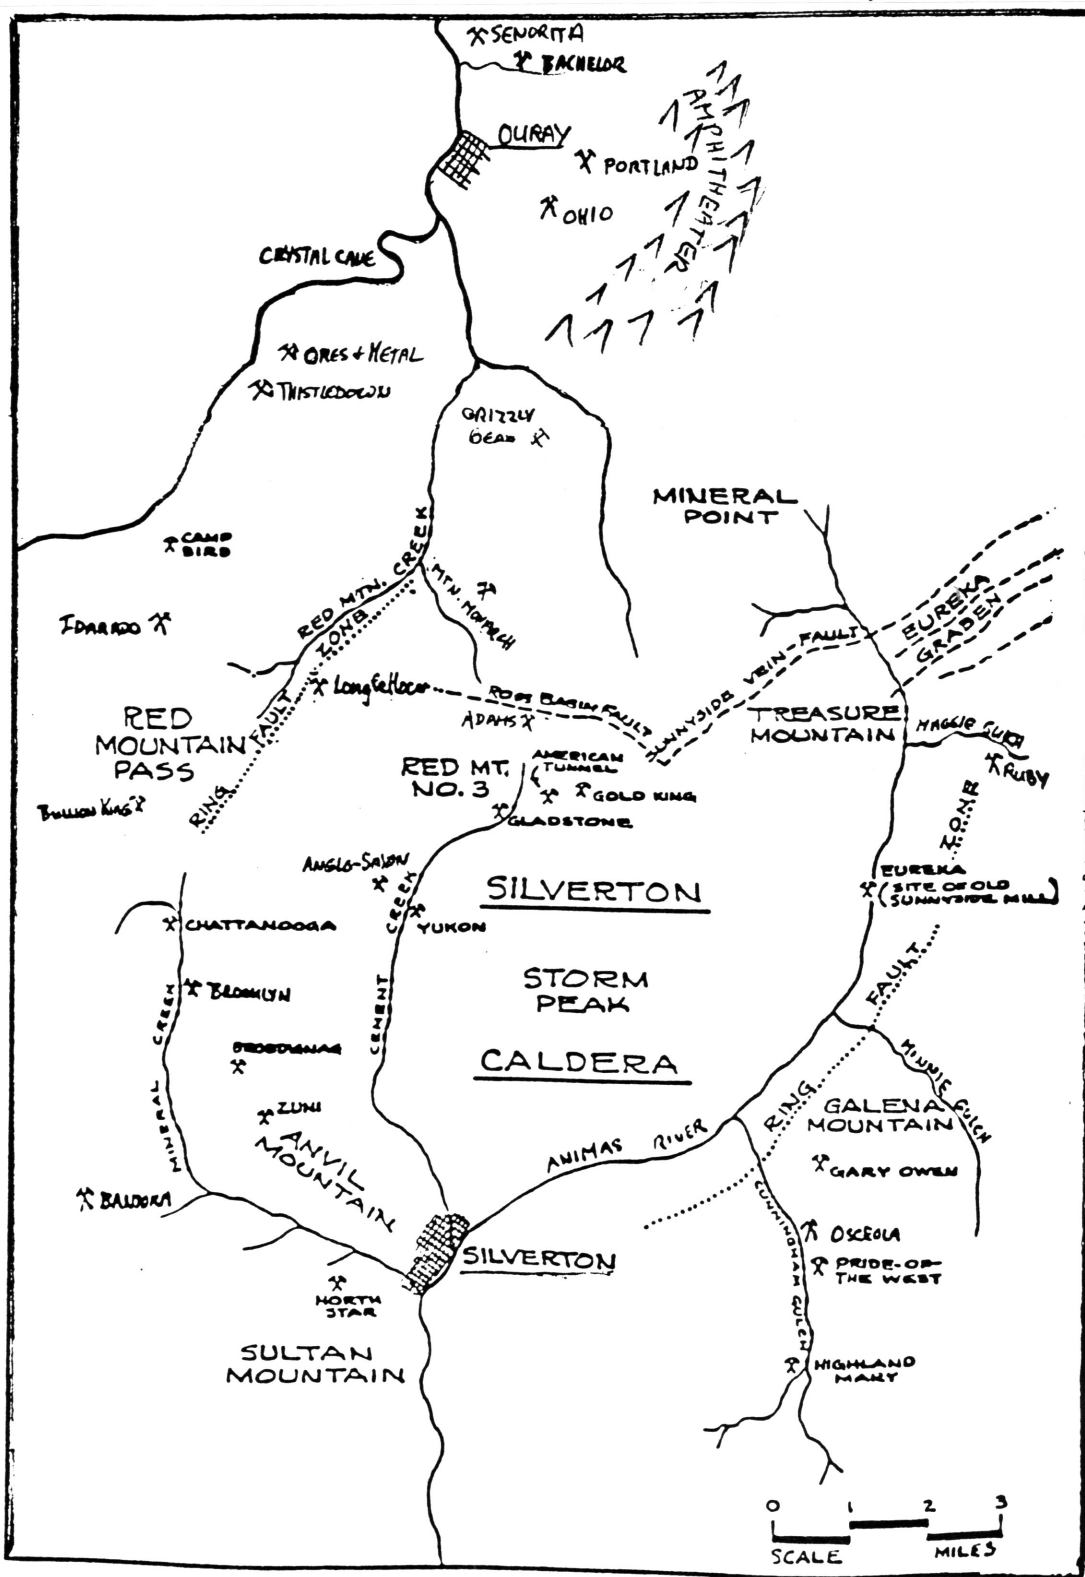 SENORITA
BACHELOR
OURAY
PORTLAND
OHIO
AMPHITHEATER
CRYSTAL CAVE
ORES & METAL
THISTLEDOWN
GRIZZLY
BEAR
MINERAL
POINT
CAMP
BIRD
RED MTN. CREEK
MTN. MONARCH
IDARADO
EUREKA
GRABEN
RING FAULT ZONE
ROSS BASIN FAULT
SUNNYSIDE VEIN FAULT
ADAMS
RED
MOUNTAIN
PASS
TREASURE
MOUNTAIN
MAGGIE GULCH
RUBY
RED MT.
NO. 3
AMERICAN
TUNNEL
GOLD KING
GLADSTONE
BULLION KING
ANGLO-SAXON
SILVERTON
EUREKA
(SITE OF OLD
SUNNYSIDE MILL)
CHATTANOOGA
YUKON
CEMENT CREEK
BROOKLYN
STORM
PEAK
RING FAULT ZONE
MINERAL CREEK
CALDERA
MINNIE GULCH
ZUNI
ANVIL
MOUNTAIN
GALENA
MOUNTAIN
ANIMAS RIVER
GARY OWEN
BALDORA
CUNNINGHAM GULCH
OSCEOLA
SILVERTON
PRIDE-OF-
THE WEST
NORTH
STAR
SULTAN
MOUNTAIN
HIGHLAND
MARY
0 1 2 3
SCALE MILES